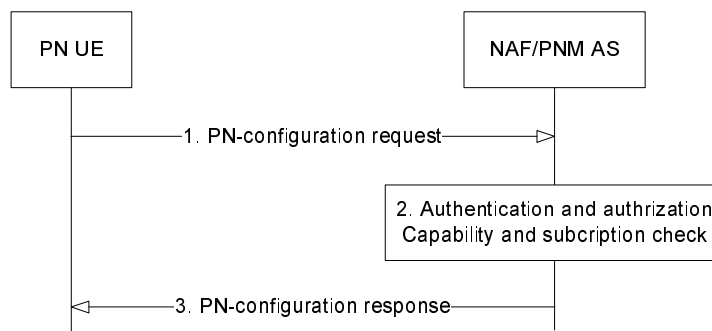 PN UE
NAF/PNM AS
1. PN-configuration request
2. Authentication and authrization
Capability and subcription check
3. PN-configuration response